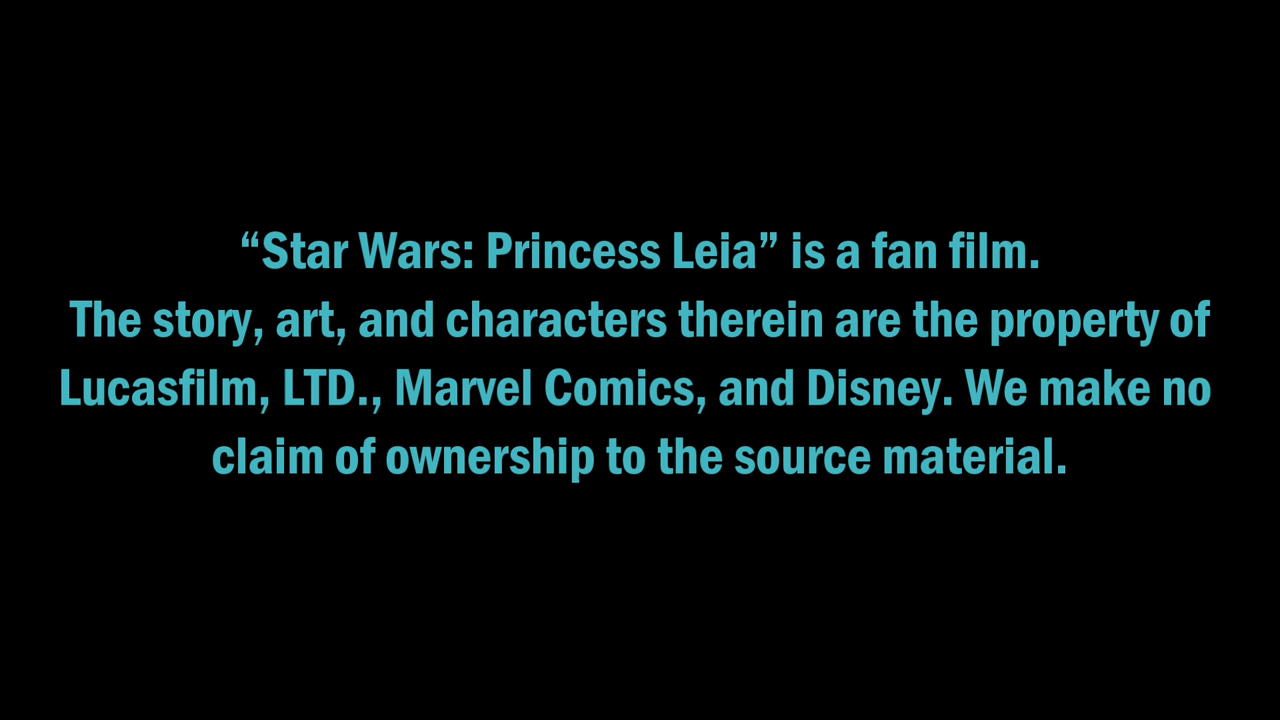 “Star Wars: Princess Leia” is a fan film.
The story, art, and characters therein are the property of
Lucasfilm, LTD., Marvel Comics, and Disney. We make no
claim of ownership to the source material.